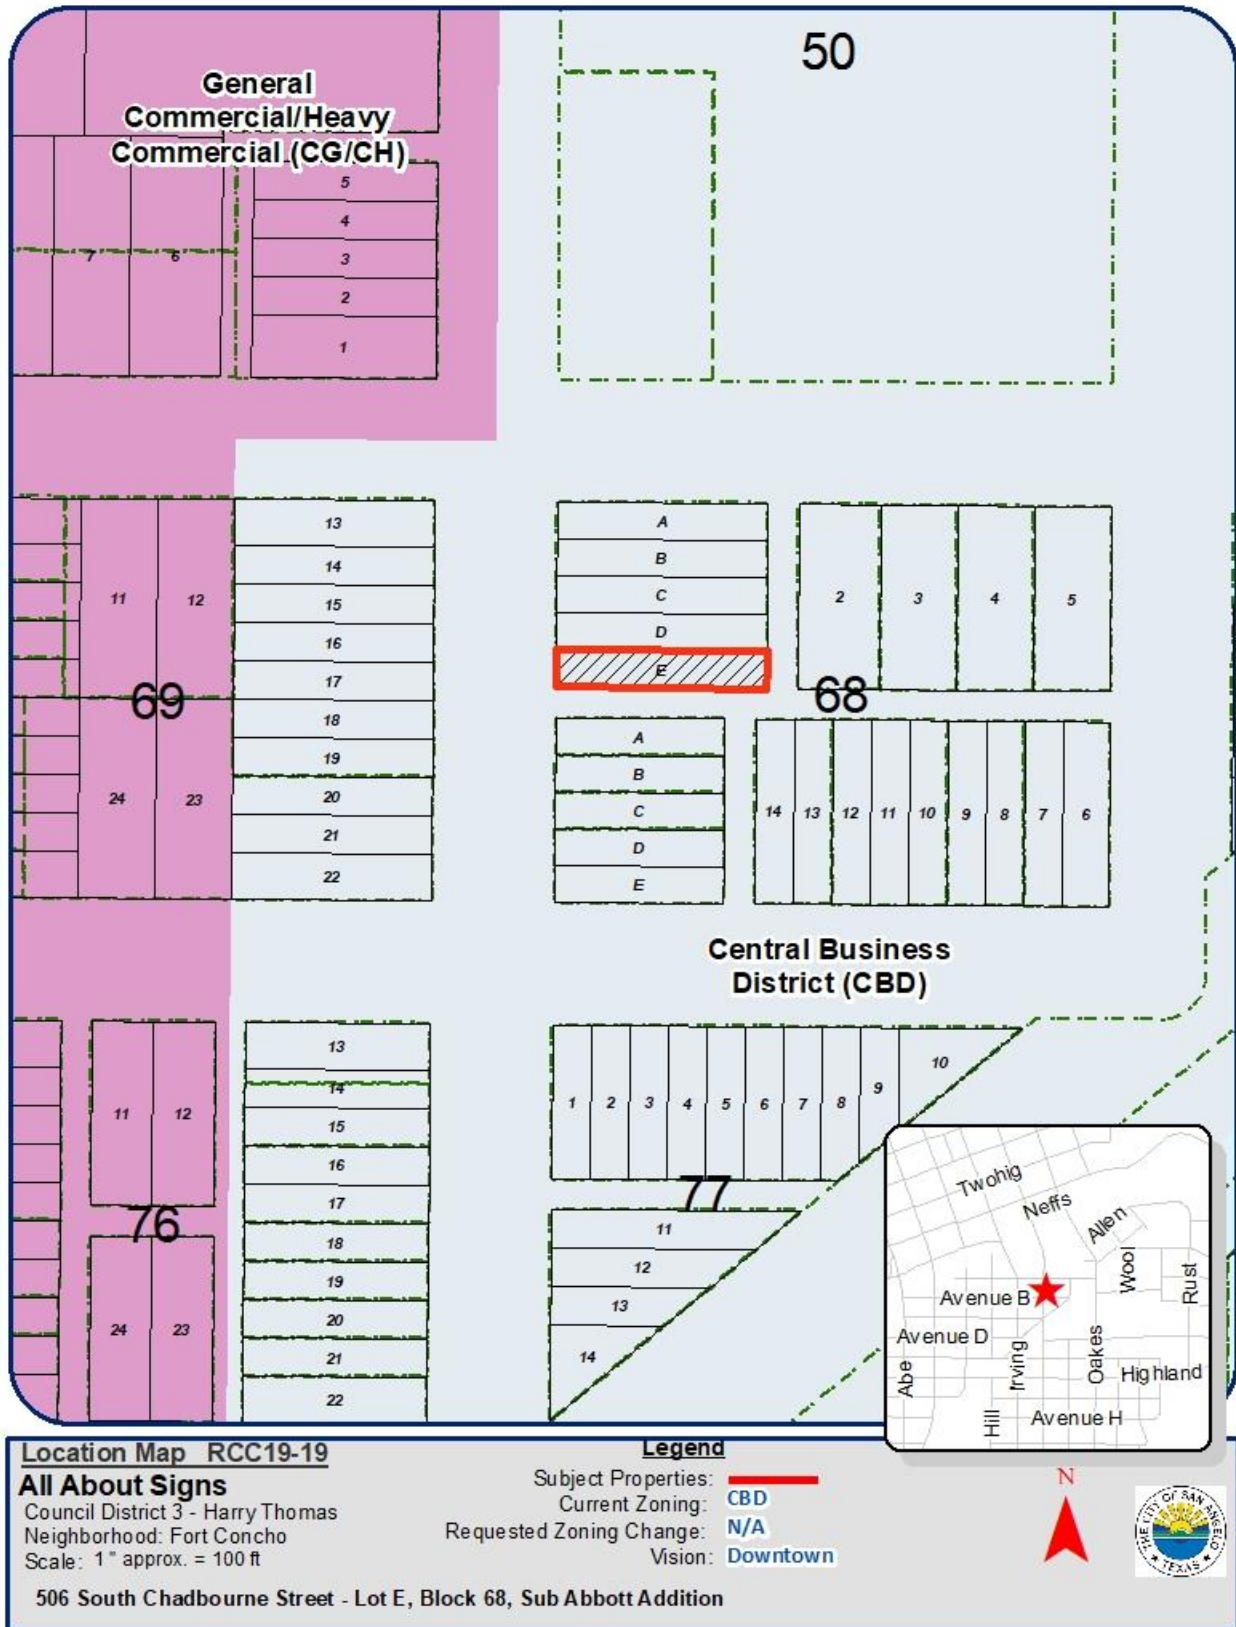 50
General
Commercial/Heavy
Commercial (CG/CH)
5
4
3
2
1
7
6
13
14
15
16
17
18
19
20
21
22
11
12
69
24
23
A
B
C
D
E
2
3
4
5
68
A
B
C
D
E
14
13
12
11
10
9
8
7
6
Central Business
District (CBD)
13
14
15
16
17
18
19
20
21
22
11
12
76
24
23
1
2
3
4
5
6
7
8
9
10
77
11
12
13
14
Twohig
Neffs
Allen
Wool
Rust
Avenue B
Avenue D
Abe
Irving
Oakes
Highland
Hill
Avenue H
Location Map RCC19-19
All About Signs
Council District 3 - Harry Thomas
Neighborhood: Fort Concho
Scale: 1 " approx. = 100 ft
Legend
Subject Properties:
Current Zoning: CBD
Requested Zoning Change: N/A
Vision: Downtown
N
THE CITY OF SAN ANGELO
TEXAS
506 South Chadbourne Street - Lot E, Block 68, Sub Abbott Addition